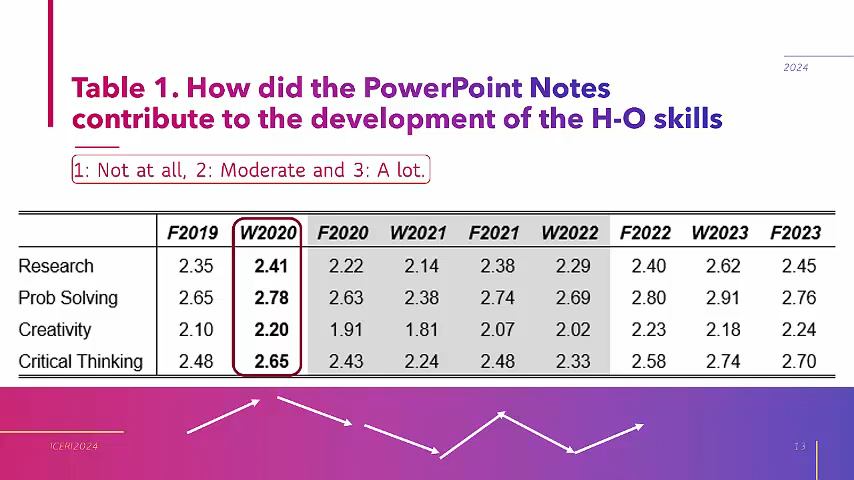 2024
Table 1. How did the PowerPoint Notes
contribute to the development of the H-O skills
1: Not at all, 2: Moderate and 3: A lot.
F2019 W2020 F2020 W2021 F2021 W2022 F2022 W2023 F2023
Research 2.35 2.41 2.22 2.14 2.38 2.29 2.40 2.62 2.45
Prob Solving 2.65 2.78 2.63 2.38 2.74 2.69 2.80 2.91 2.76
Creativity 2.10 2.20 1.91 1.81 2.07 2.02 2.23 2.18 2.24
Critical Thinking 2.48 2.65 2.43 2.24 2.48 2.33 2.58 2.74 2.70
ICERI2024
13